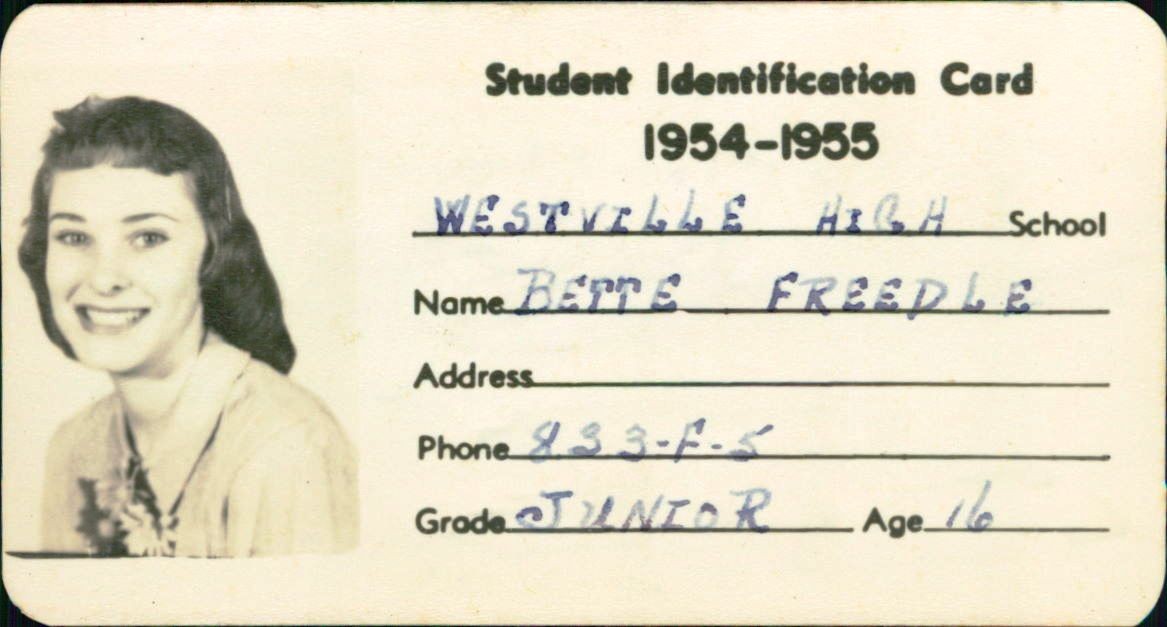 Student Identification Card
1954-1955
WESTVILLE HIGH School
Name BETTE FREEDLE
Address
Phone 833-F-5
Grade JUNIOR Age 16